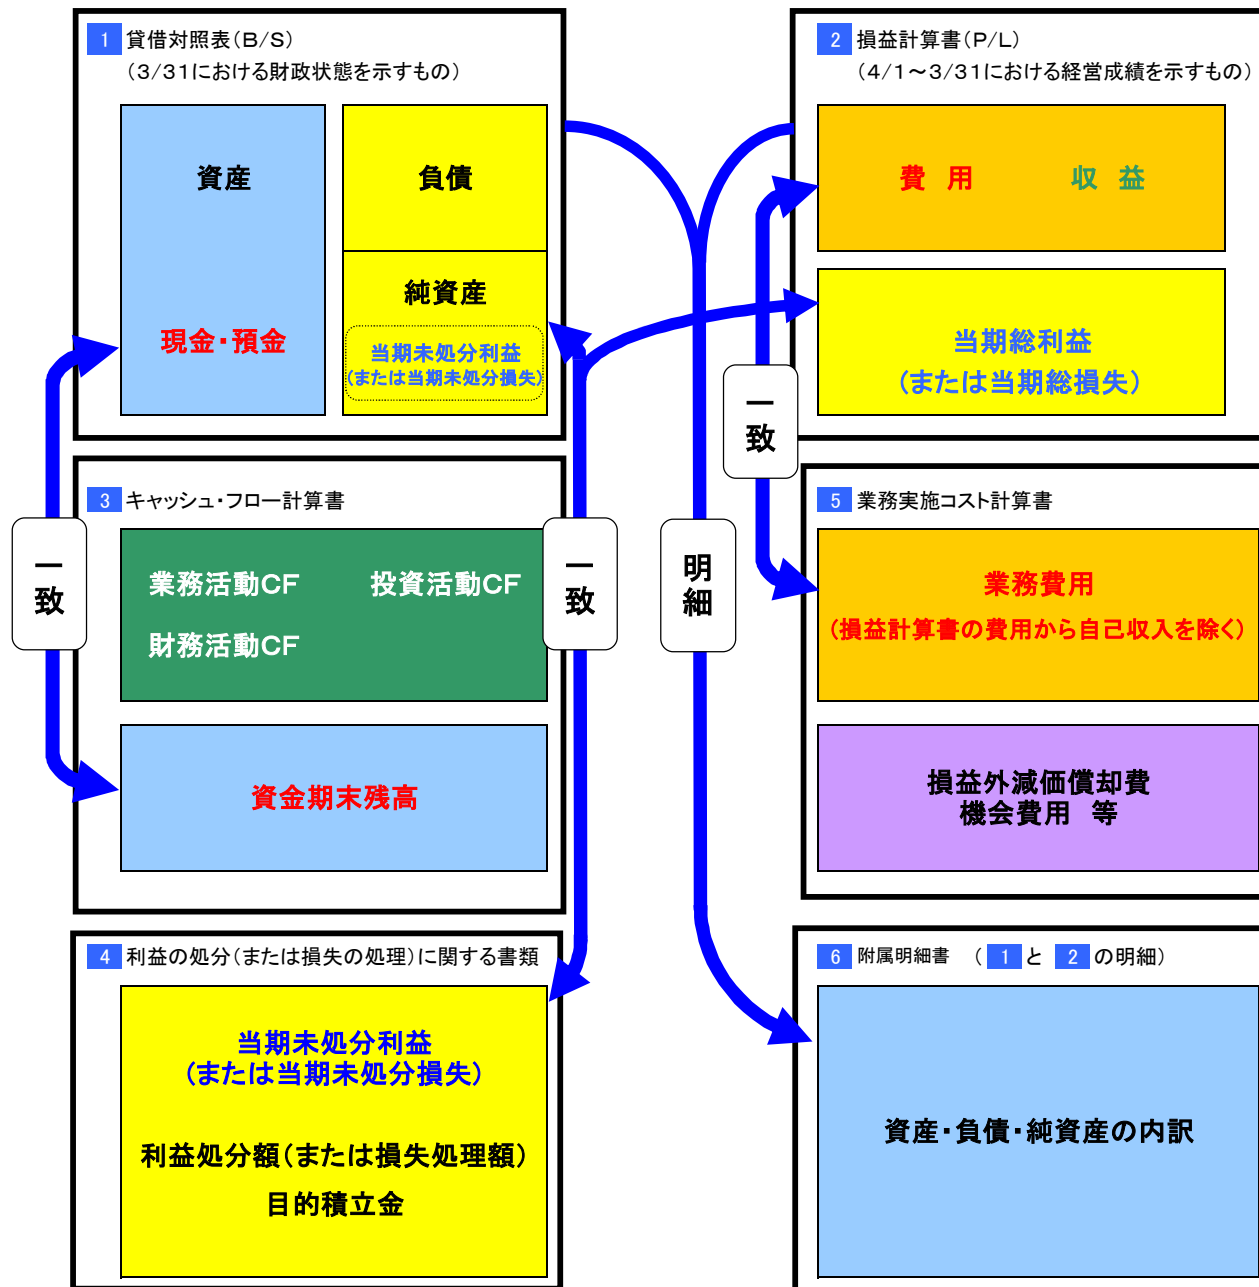 1 貸借対照表(B/S)
(3/31における財政状態を示すもの)
資産
負債
純資産
現金・預金
当期未処分利益
(または当期未処分損失)
2 損益計算書(P/L)
(4/1～3/31における経営成績を示すもの)
費 用
収 益
当期総利益
(または当期総損失)
一致
3 キャッシュ・フロー計算書
業務活動CF
投資活動CF
財務活動CF
資金期末残高
一致
一致
明細
5 業務実施コスト計算書
業務費用
(損益計算書の費用から自己収入を除く)
損益外減価償却費
機会費用 等
4 利益の処分(または損失の処理)に関する書類
当期未処分利益
(または当期未処分損失)
利益処分額(または損失処理額)
目的積立金
6 附属明細書 ( 1 と 2 の明細)
資産・負債・純資産の内訳